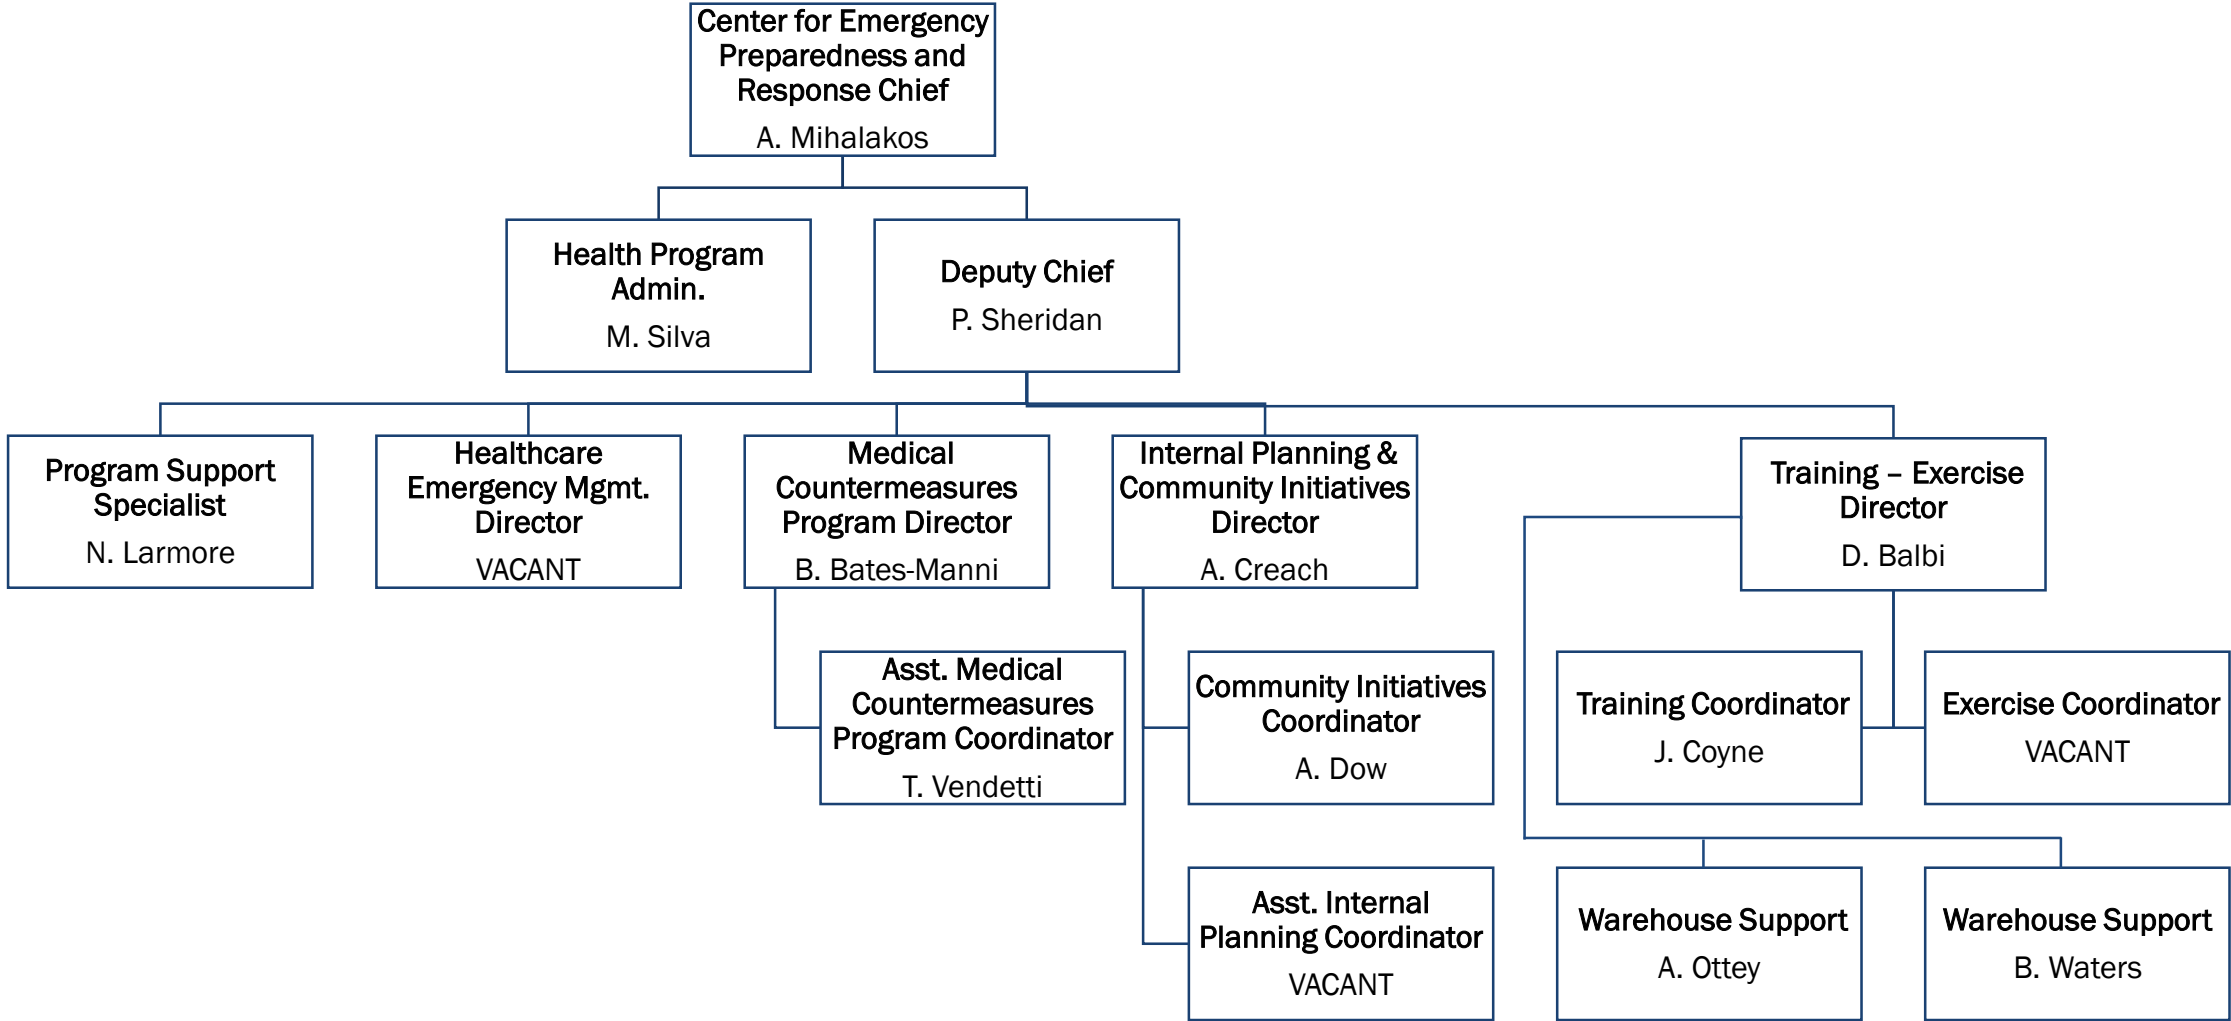 Center for Emergency
Preparedness and
Response Chief
A. Mihalakos
Health Program
Admin.
M. Silva
Deputy Chief
P. Sheridan
Program Support
Specialist
N. Larmore
Healthcare
Emergency Mgmt.
Director
VACANT
Medical
Countermeasures
Program Director
B. Bates-Manni
Internal Planning &
Community Initiatives
Director
A. Creach
Training – Exercise
Director
D. Balbi
Asst. Medical
Countermeasures
Program Coordinator
T. Vendetti
Community Initiatives
Coordinator
A. Dow
Training Coordinator
J. Coyne
Exercise Coordinator
VACANT
Asst. Internal
Planning Coordinator
VACANT
Warehouse Support
A. Ottey
Warehouse Support
B. Waters